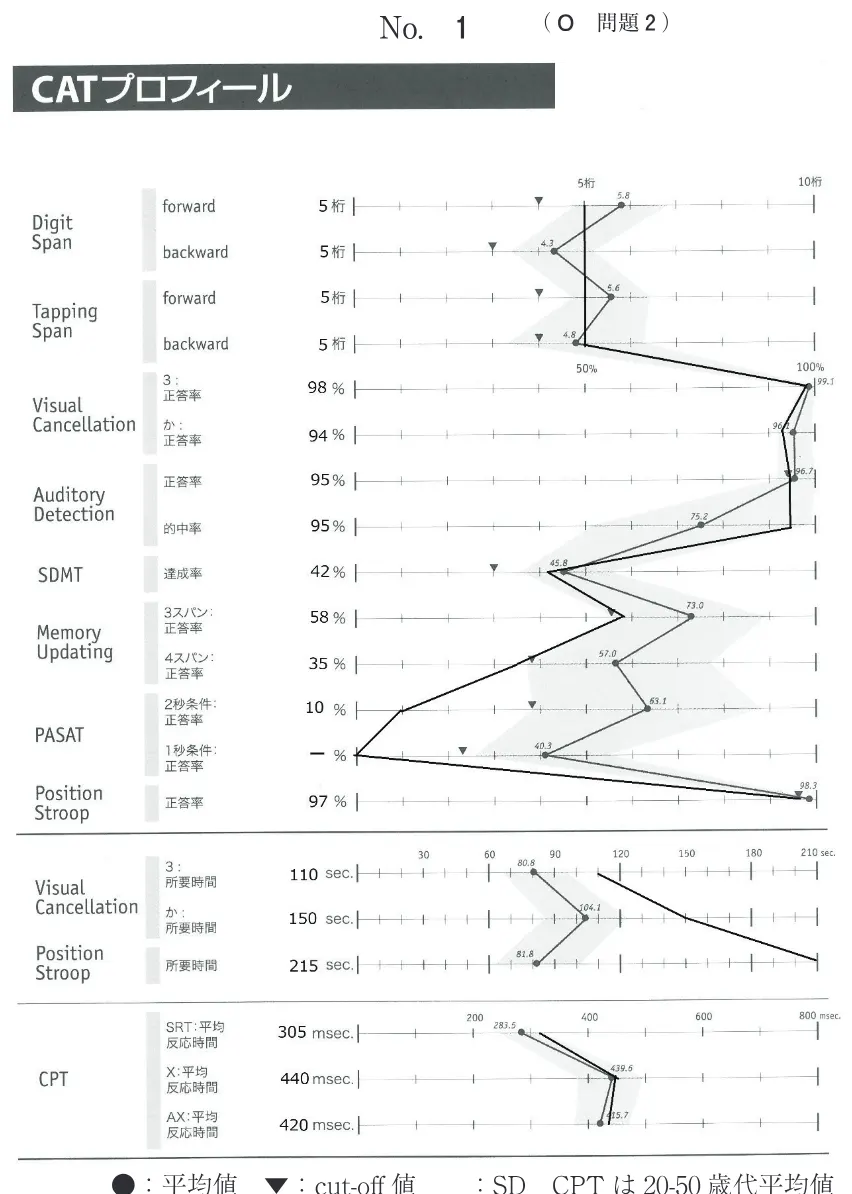 No. 1 （O 問題2）
CATプロフィール
5桁 10桁
Digit Span
forward 5桁 5.8
backward 5桁 4.3
Tapping Span
forward 5桁 5.6
backward 5桁 4.8
50% 100%
Visual Cancellation
3：正答率 98% 99.1
か：正答率 94% 96.1
Auditory Detection
正答率 95% 96.7
的中率 95% 75.2
SDMT 達成率 42% 45.8
Memory Updating
3スパン：正答率 58% 73.0
4スパン：正答率 35% 57.0
PASAT
2秒条件：正答率 10% 63.1
1秒条件：正答率 ー% 40.3
Position Stroop 正答率 97% 98.3
30 60 90 120 150 180 210 sec.
Visual Cancellation
3：所要時間 110 sec. 80.8
か：所要時間 150 sec. 104.1
Position Stroop 所要時間 215 sec. 81.8
200 400 600 800 msec.
CPT
SRT：平均反応時間 305 msec. 283.5
X：平均反応時間 440 msec. 439.6
AX：平均反応時間 420 msec. 415.7
●：平均値 ▼：cut-off 値 ：SD CPT は 20-50 歳代平均値